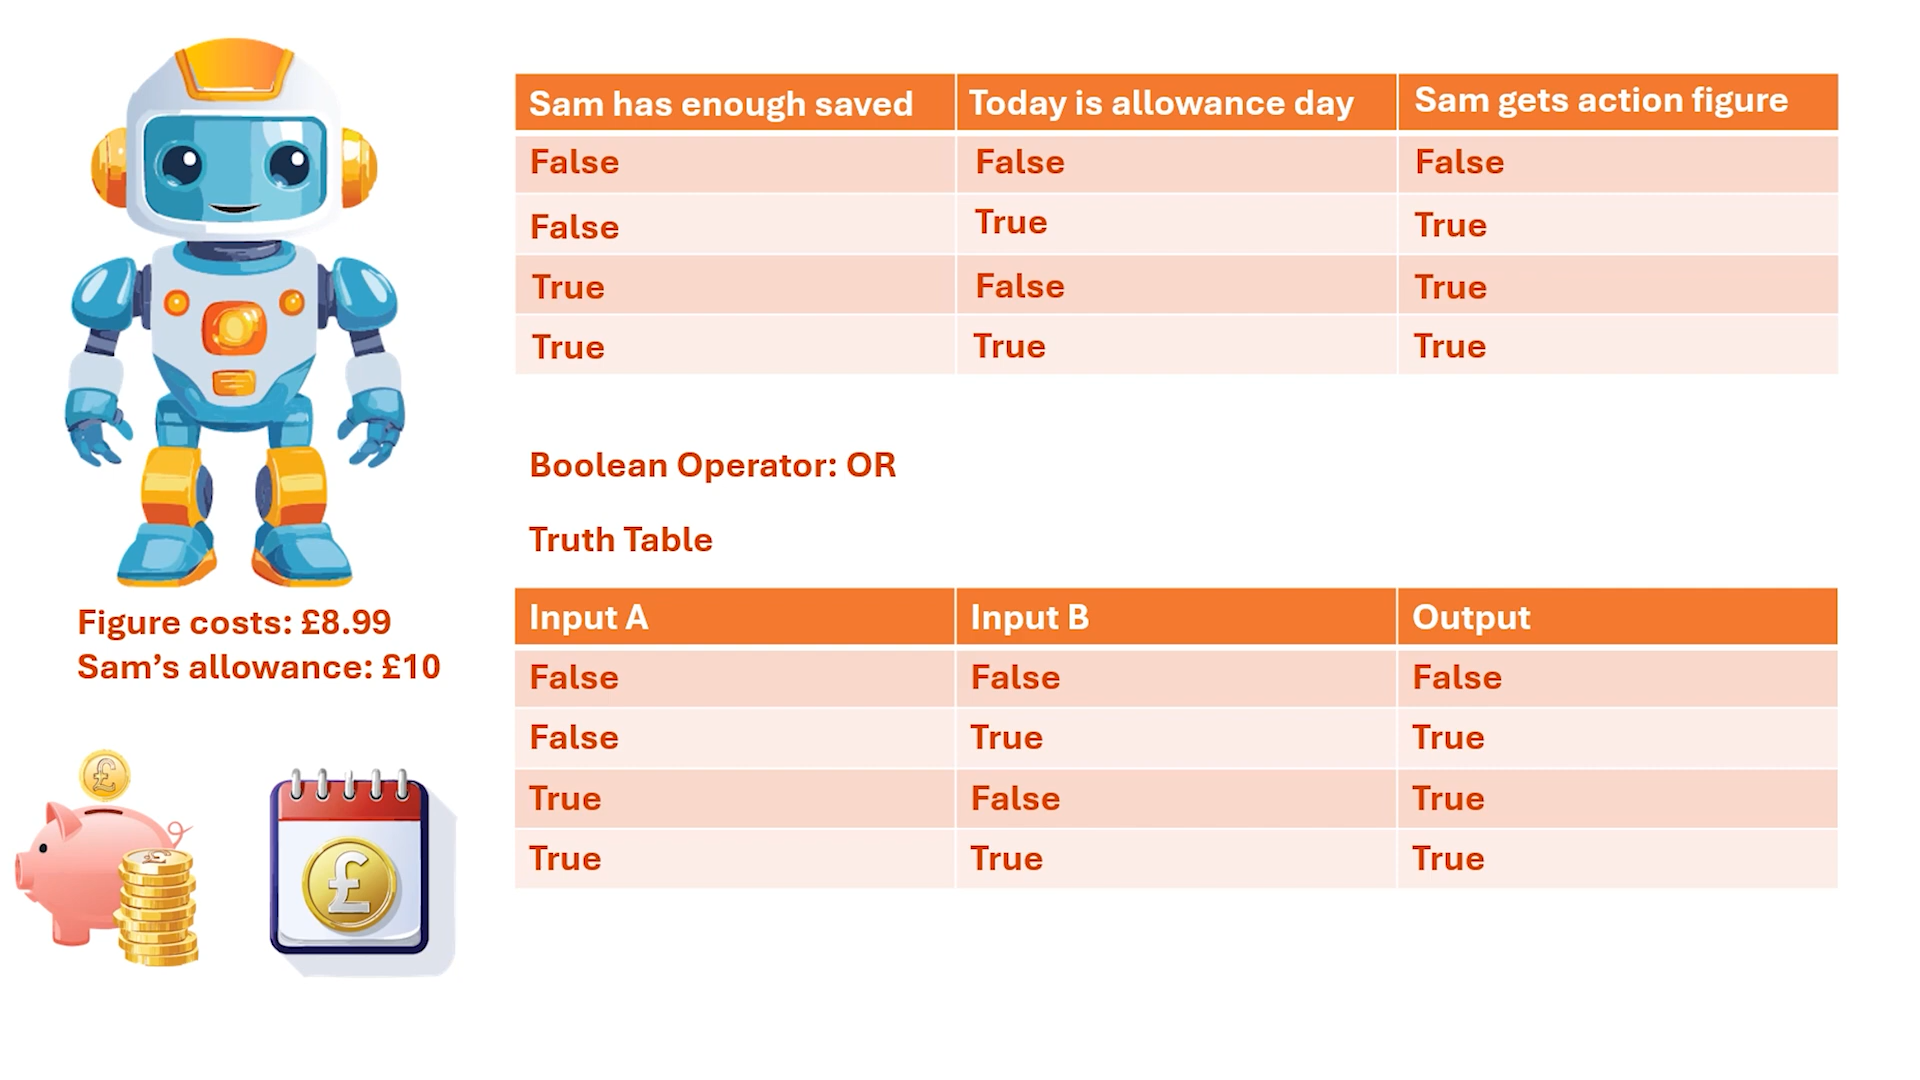 Sam has enough saved Today is allowance day Sam gets action figure
False False False
False True True
True False True
True True True
Boolean Operator: OR
Truth Table
Input A Input B Output
False False False
False True True
True False True
True True True
Figure costs: £8.99
Sam’s allowance: £10
£
£
£